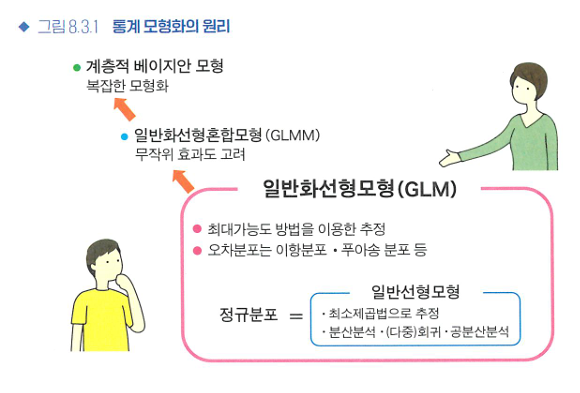 ◆ 그림 8.3.1 통계 모형화의 원리
● 계층적 베이지안 모형
복잡한 모형화
● 일반화선형혼합모형(GLMM)
무작위 효과도 고려
일반화선형모형(GLM)
● 최대가능도 방법을 이용한 추정
● 오차분포는 이항분포 · 푸아송 분포 등
일반선형모형
정규분포 =
· 최소제곱법으로 추정
· 분산분석 · (다중)회귀 · 공분산분석